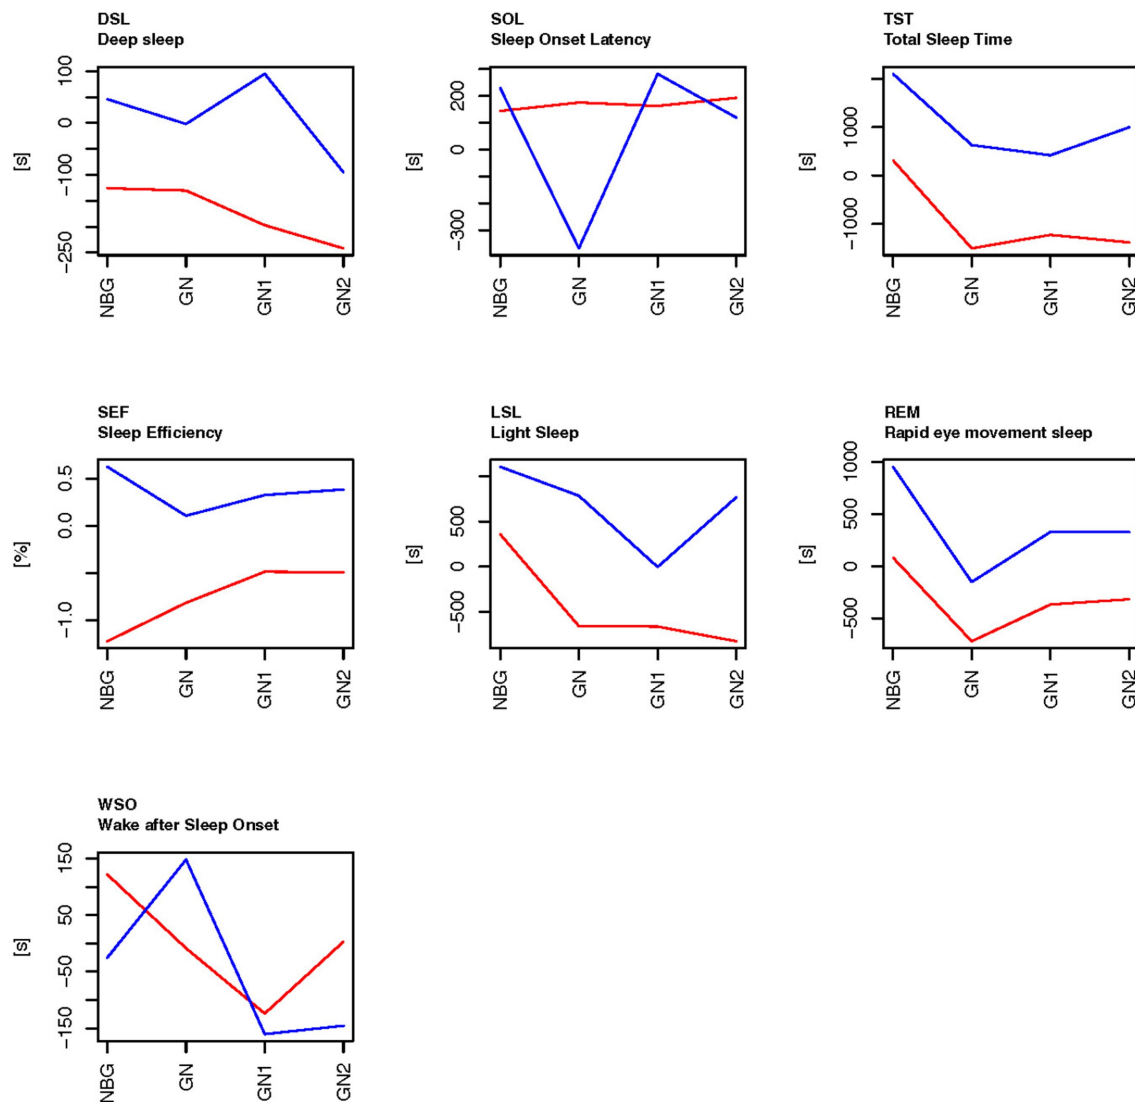 DSL
Deep sleep
[s]
100
0
−100
−250
NBG
GN
GN1
GN2
SOL
Sleep Onset Latency
[s]
200
0
−300
NBG
GN
GN1
GN2
TST
Total Sleep Time
[s]
1000
0
−1000
NBG
GN
GN1
GN2
SEF
Sleep Efficiency
[%]
0.5
0.0
−1.0
NBG
GN
GN1
GN2
LSL
Light Sleep
[s]
500
0
−500
NBG
GN
GN1
GN2
REM
Rapid eye movement sleep
[s]
1000
500
0
−500
NBG
GN
GN1
GN2
WSO
Wake after Sleep Onset
[s]
150
50
−50
−150
NBG
GN
GN1
GN2